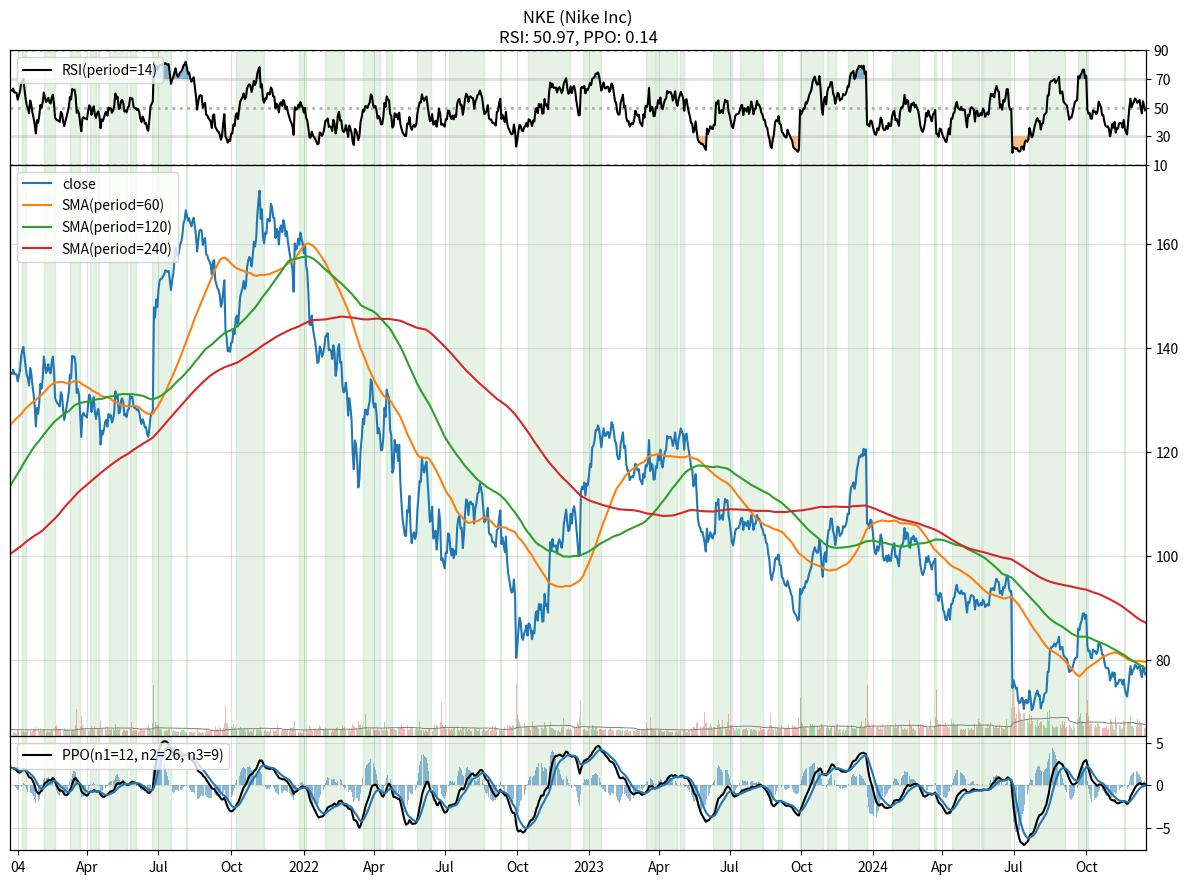 NKE (Nike Inc)
RSI: 50.97, PPO: 0.14
RSI(period=14)
90
70
50
30
10
close
SMA(period=60)
SMA(period=120)
SMA(period=240)
160
140
120
100
80
PPO(n1=12, n2=26, n3=9)
5
0
−5
04 Apr Jul Oct 2022 Apr Jul Oct 2023 Apr Jul Oct 2024 Apr Jul Oct